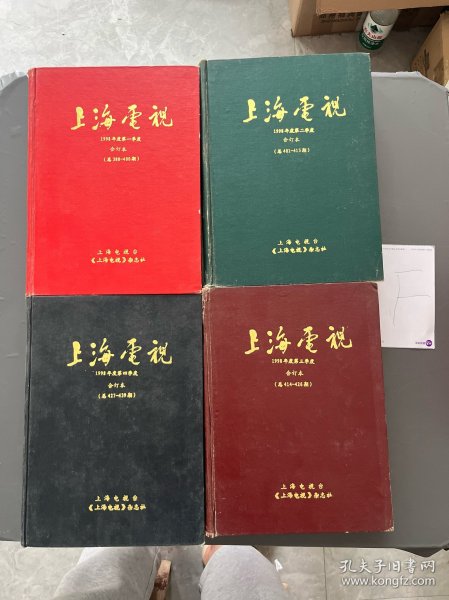 上海电視
1998年度第一季度
合订本
（总388-400期）
上海电视台
《上海电视》杂志社
上海电視
1998年度第二季度
合订本
（总401-413期）
上海电视台
《上海电视》杂志社
上海电視
1998年度第四季度
合订本
（总427-439期）
上海电视台
《上海电视》杂志社
上海电視
1998年度第三季度
合订本
（总414-426期）
上海电视台
《上海电视》杂志社
孔夫子旧书网
www.kongfz.com